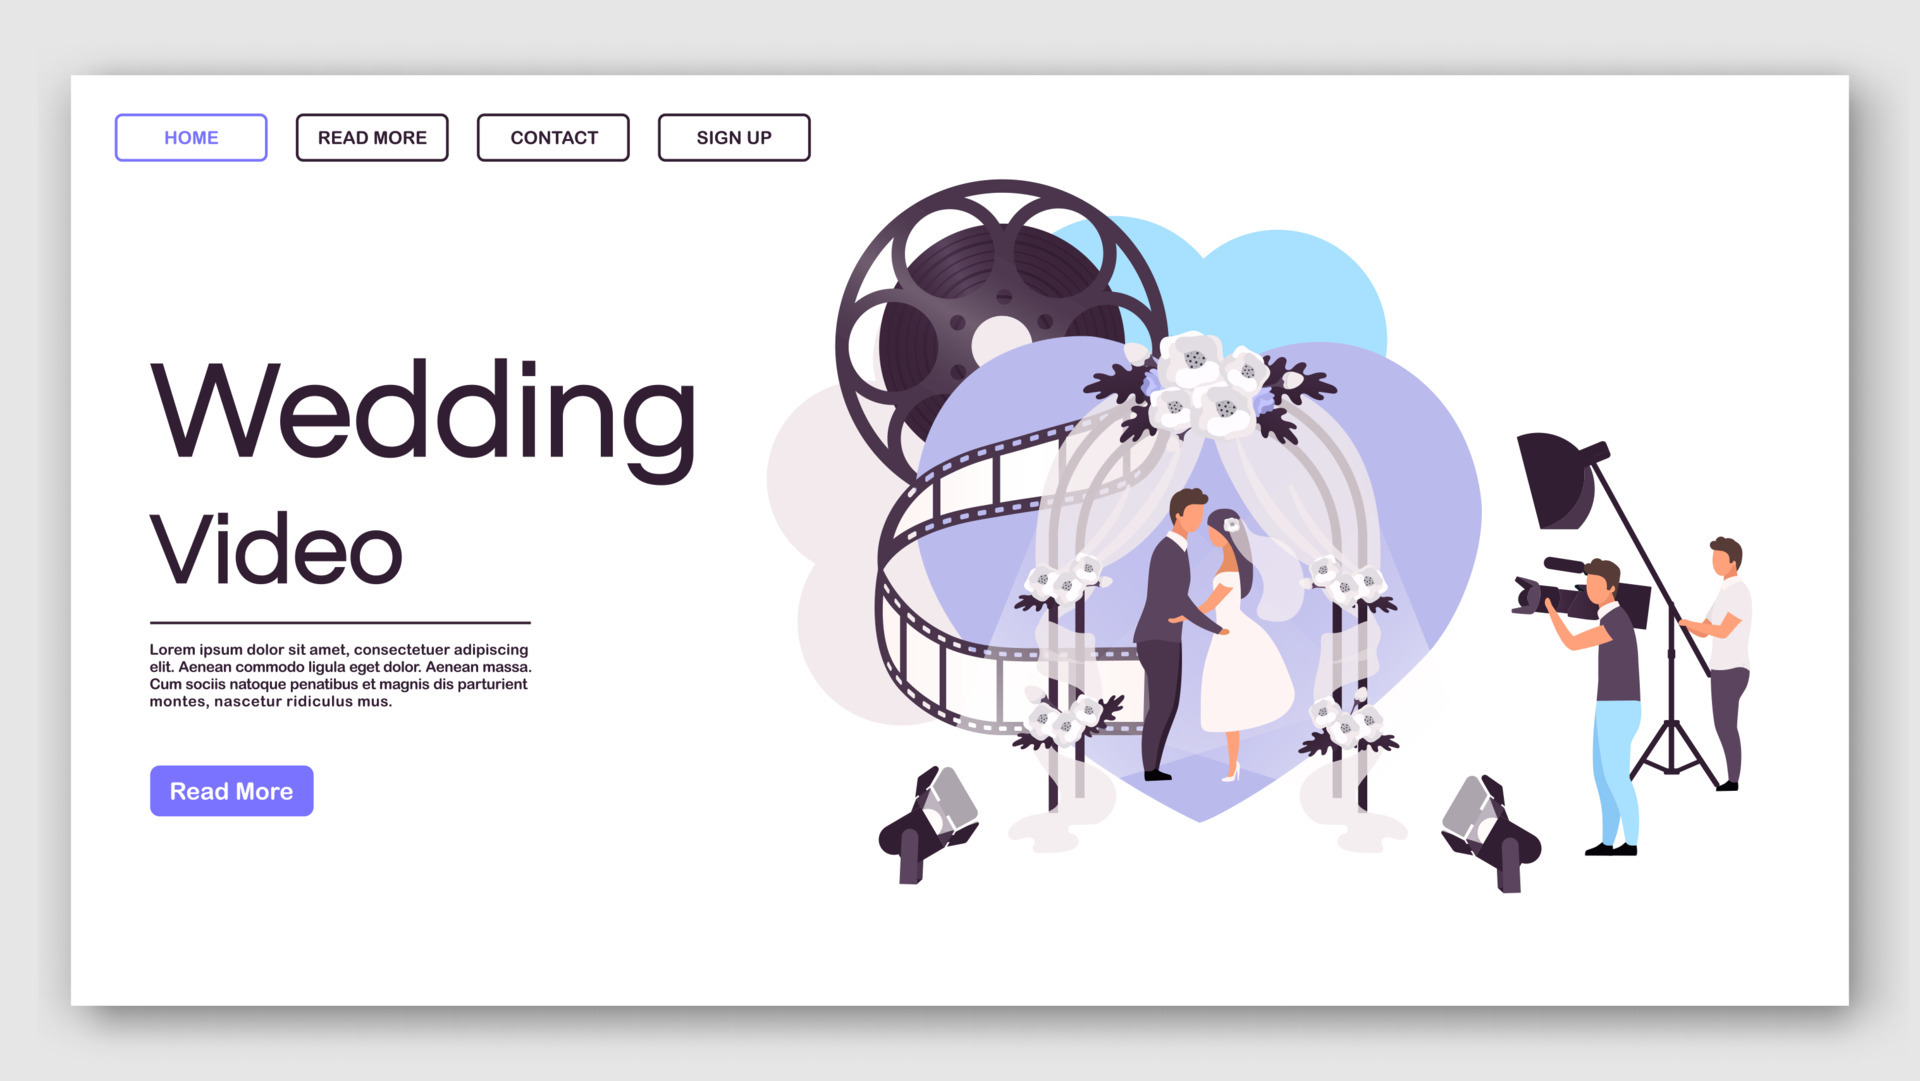 HOME
READ MORE
CONTACT
SIGN UP
Wedding
Video
Lorem ipsum dolor sit amet, consectetuer adipiscing
elit. Aenean commodo ligula eget dolor. Aenean massa.
Cum sociis natoque penatibus et magnis dis parturient
montes, nascetur ridiculus mus.
Read More